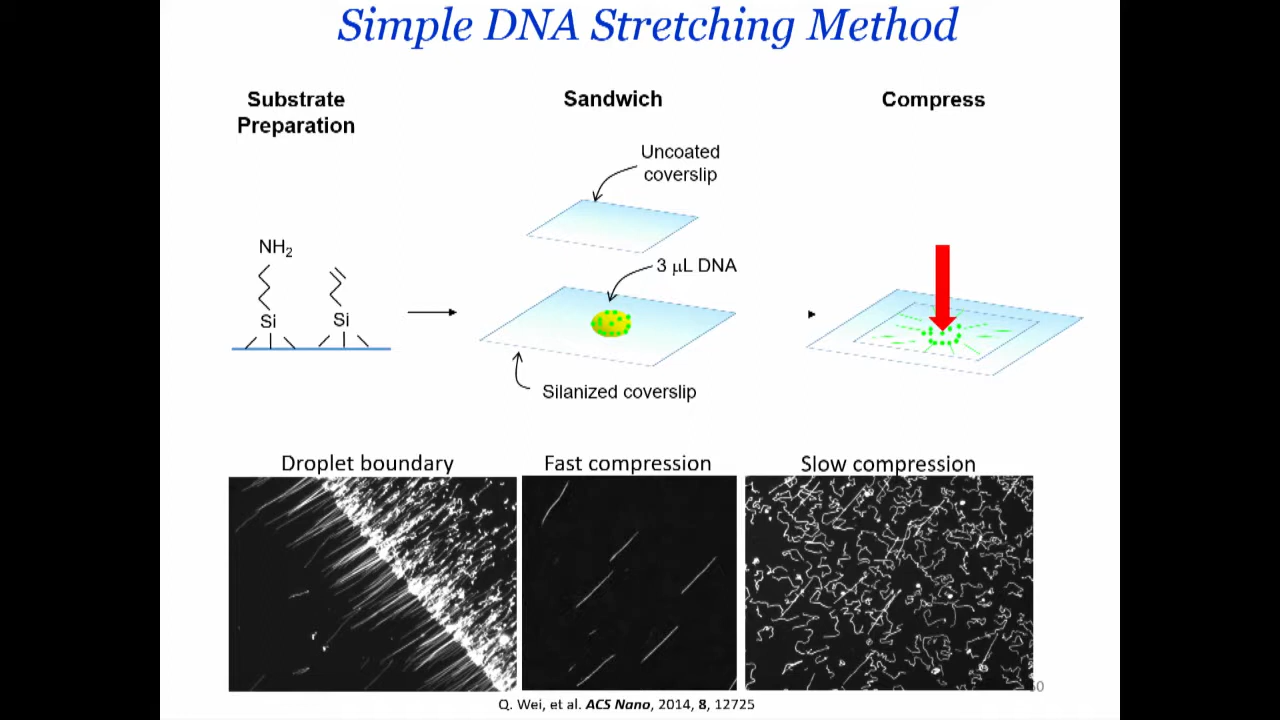 Simple DNA Stretching Method
Substrate
Preparation
Sandwich
Compress
Uncoated
coverslip
NH2
3 μL DNA
Si
Si
Silanized coverslip
Droplet boundary
Fast compression
Slow compression
Q. Wei, et al. ACS Nano, 2014, 8, 12725